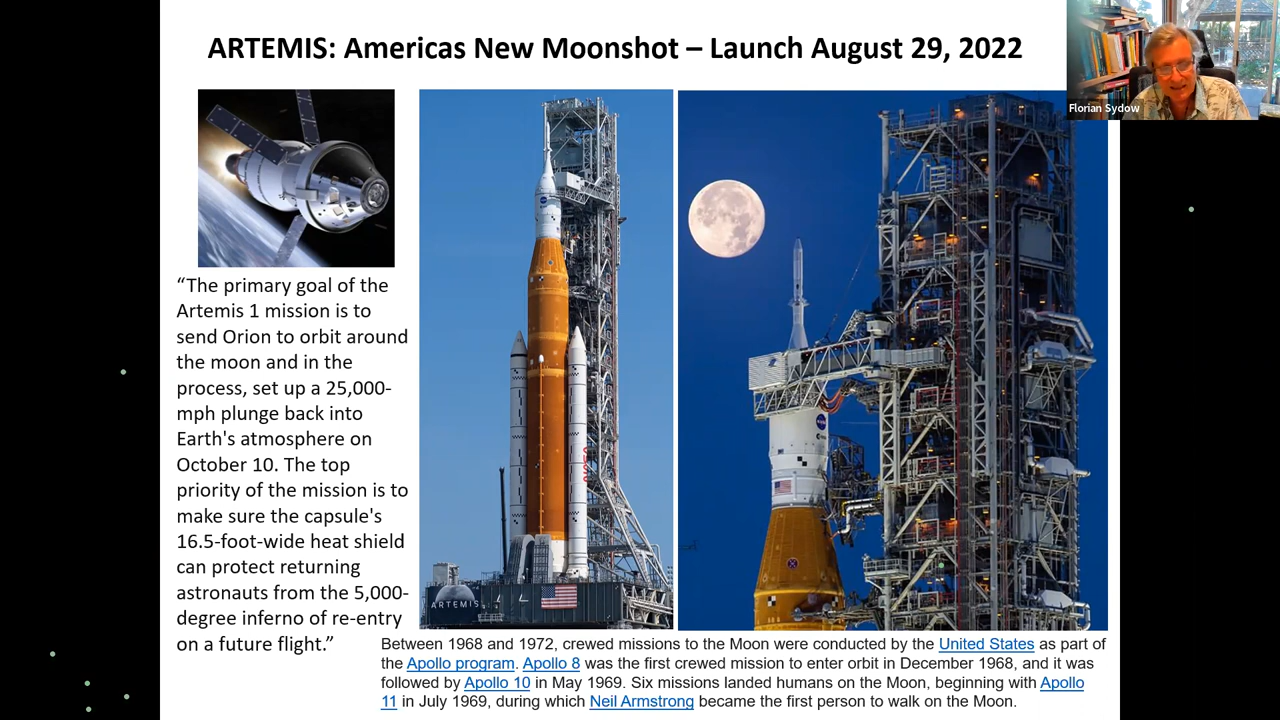 ARTEMIS: Americas New Moonshot – Launch August 29, 2022
Florian Sydow
“The primary goal of the
Artemis 1 mission is to
send Orion to orbit around
the moon and in the
process, set up a 25,000-
mph plunge back into
Earth's atmosphere on
October 10. The top
priority of the mission is to
make sure the capsule's
16.5-foot-wide heat shield
can protect returning
astronauts from the 5,000-
degree inferno of re-entry
on a future flight.”
ARTEMIS
Between 1968 and 1972, crewed missions to the Moon were conducted by the United States as part of
the Apollo program. Apollo 8 was the first crewed mission to enter orbit in December 1968, and it was
followed by Apollo 10 in May 1969. Six missions landed humans on the Moon, beginning with Apollo
11 in July 1969, during which Neil Armstrong became the first person to walk on the Moon.